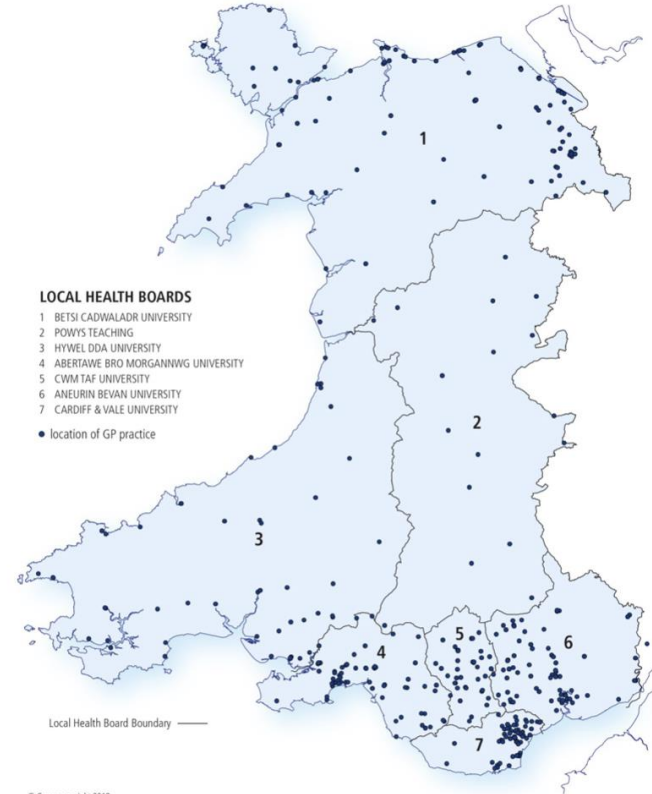 1
LOCAL HEALTH BOARDS
1 BETSI CADWALADR UNIVERSITY
2 POWYS TEACHING
3 HYWEL DDA UNIVERSITY
4 ABERTAWE BRO MORGANNWG UNIVERSITY
5 CWM TAF UNIVERSITY
6 ANEURIN BEVAN UNIVERSITY
7 CARDIFF & VALE UNIVERSITY
location of GP practice
2
3
4
5
6
7
Local Health Board Boundary